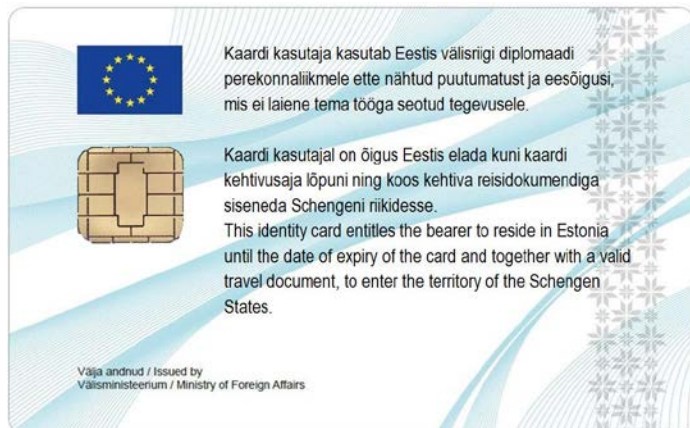 Kaardi kasutaja kasutab Eestis välisriigi diplomaadi
perekonnaliikmele ette nähtud puutumatust ja eesõigusi,
mis ei laiene tema tööga seotud tegevusele.
Kaardi kasutajal on õigus Eestis elada kuni kaardi
kehtivusaja lõpuni ning koos kehtiva reisidokumendiga
siseneda Schengeni riikidesse.
This identity card entitles the bearer to reside in Estonia
until the date of expiry of the card and together with a valid
travel document, to enter the territory of the Schengen
States.
Välja andnud / Issued by
Välisministeerium / Ministry of Foreign Affairs